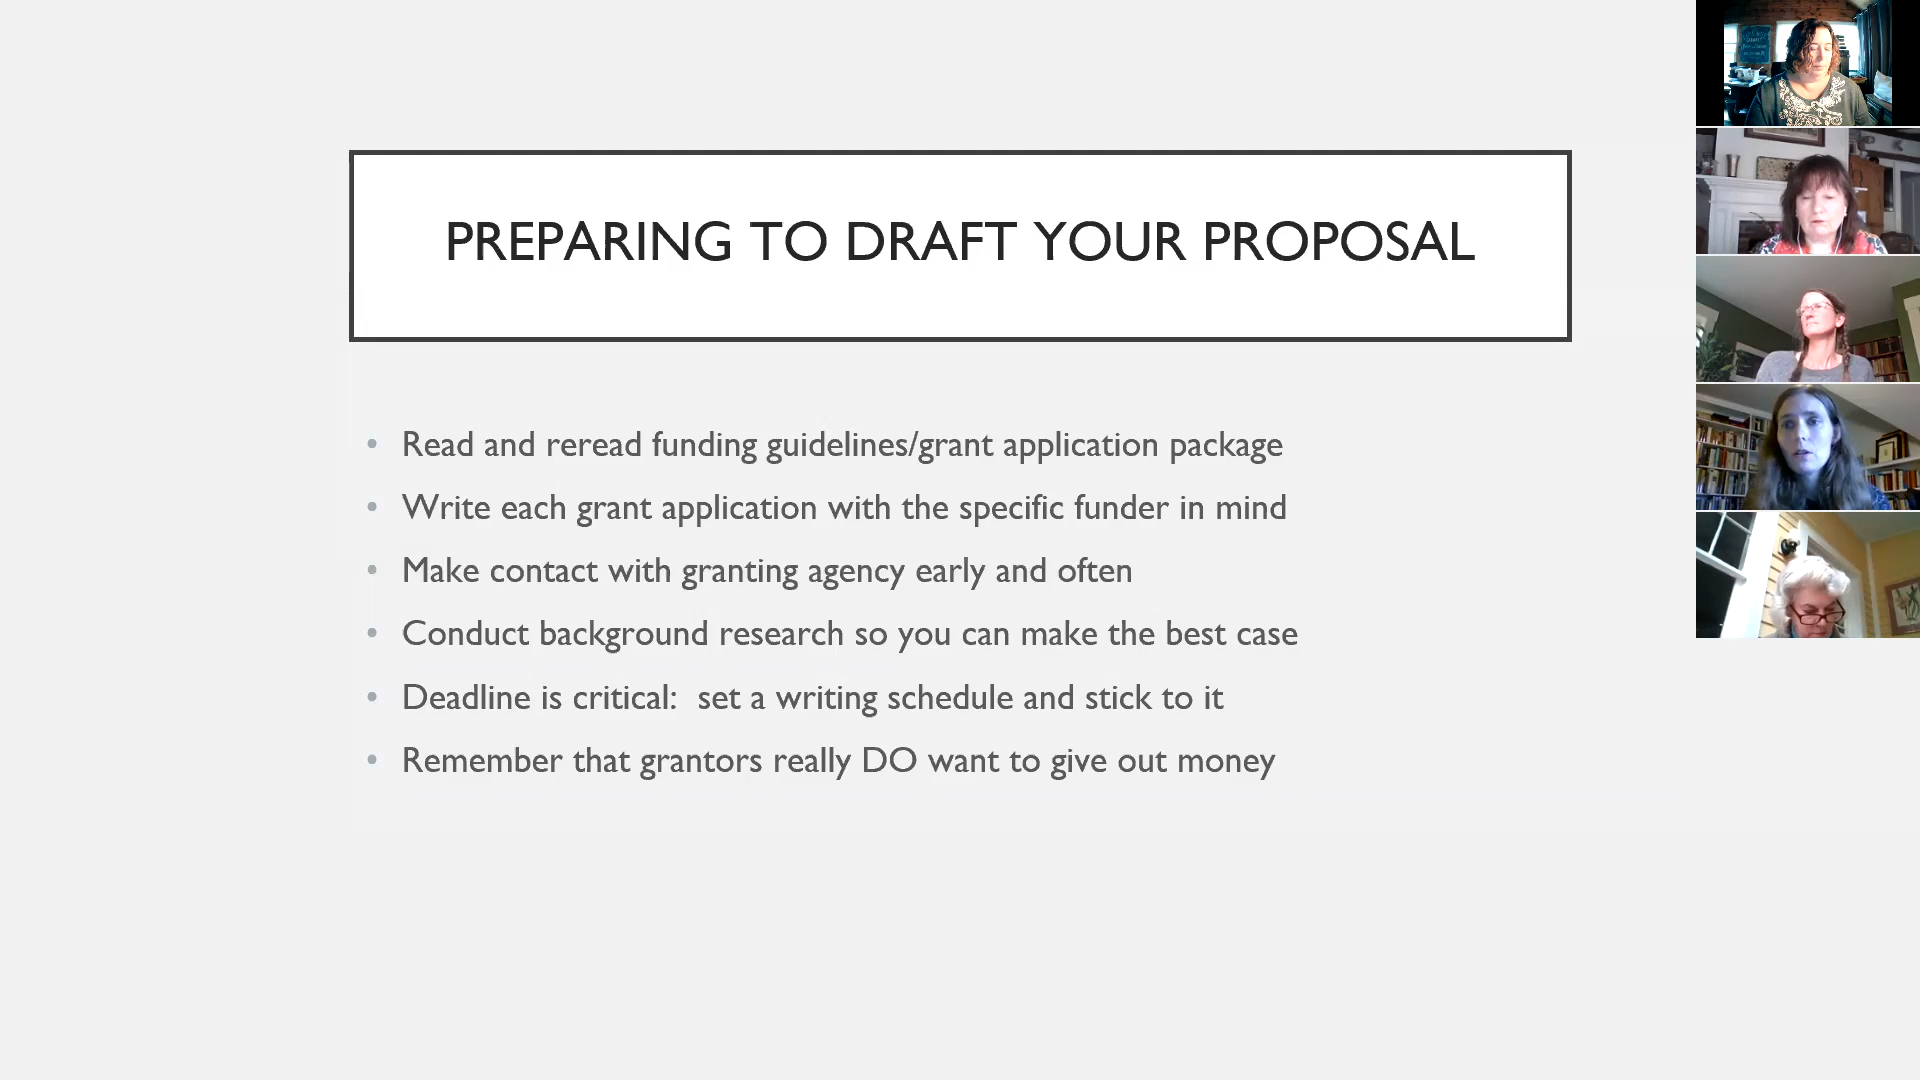 PREPARING TO DRAFT YOUR PROPOSAL
• Read and reread funding guidelines/grant application package
• Write each grant application with the specific funder in mind
• Make contact with granting agency early and often
• Conduct background research so you can make the best case
• Deadline is critical:  set a writing schedule and stick to it
• Remember that grantors really DO want to give out money